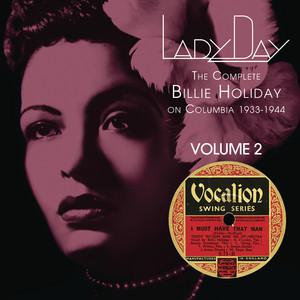 LADY DAY
THE COMPLETE
BILLIE HOLIDAY
ON COLUMBIA 1933-1944
VOLUME 2
Vocalion
SWING SERIES
I MUST HAVE THAT MAN